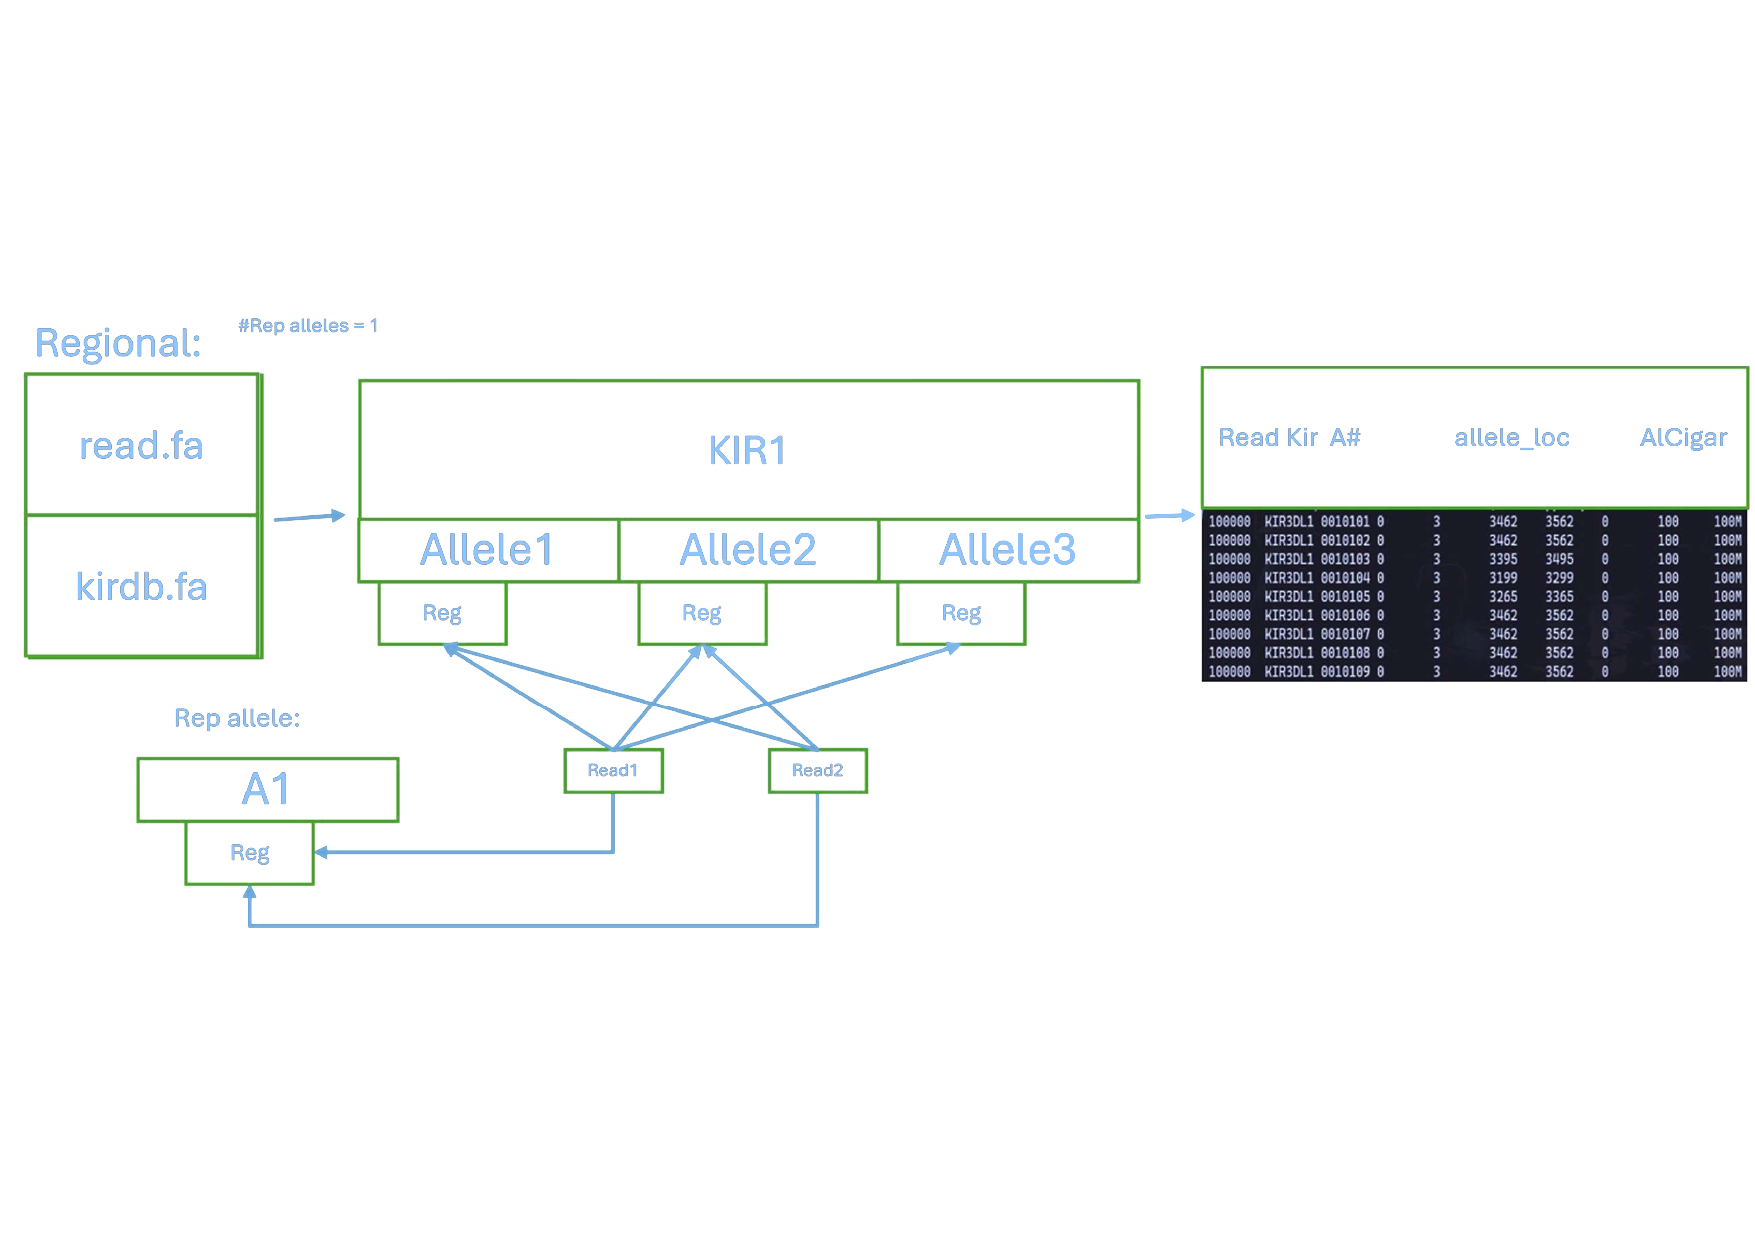 Regional:
#Rep alleles = 1
read.fa
kirdb.fa
KIR1
Allele1
Allele2
Allele3
Reg
Reg
Reg
Read1
Read2
Rep allele:
A1
Reg
Read Kir A# allele_loc AlCigar
100000 KIR3DL1 0010101 0 3 3462 3562 0 100 100M
100000 KIR3DL1 0010102 0 3 3462 3562 0 100 100M
100000 KIR3DL1 0010103 0 3 3395 3495 0 100 100M
100000 KIR3DL1 0010104 0 3 3199 3299 0 100 100M
100000 KIR3DL1 0010105 0 3 3265 3365 0 100 100M
100000 KIR3DL1 0010106 0 3 3462 3562 0 100 100M
100000 KIR3DL1 0010107 0 3 3462 3562 0 100 100M
100000 KIR3DL1 0010108 0 3 3462 3562 0 100 100M
100000 KIR3DL1 0010109 0 3 3462 3562 0 100 100M